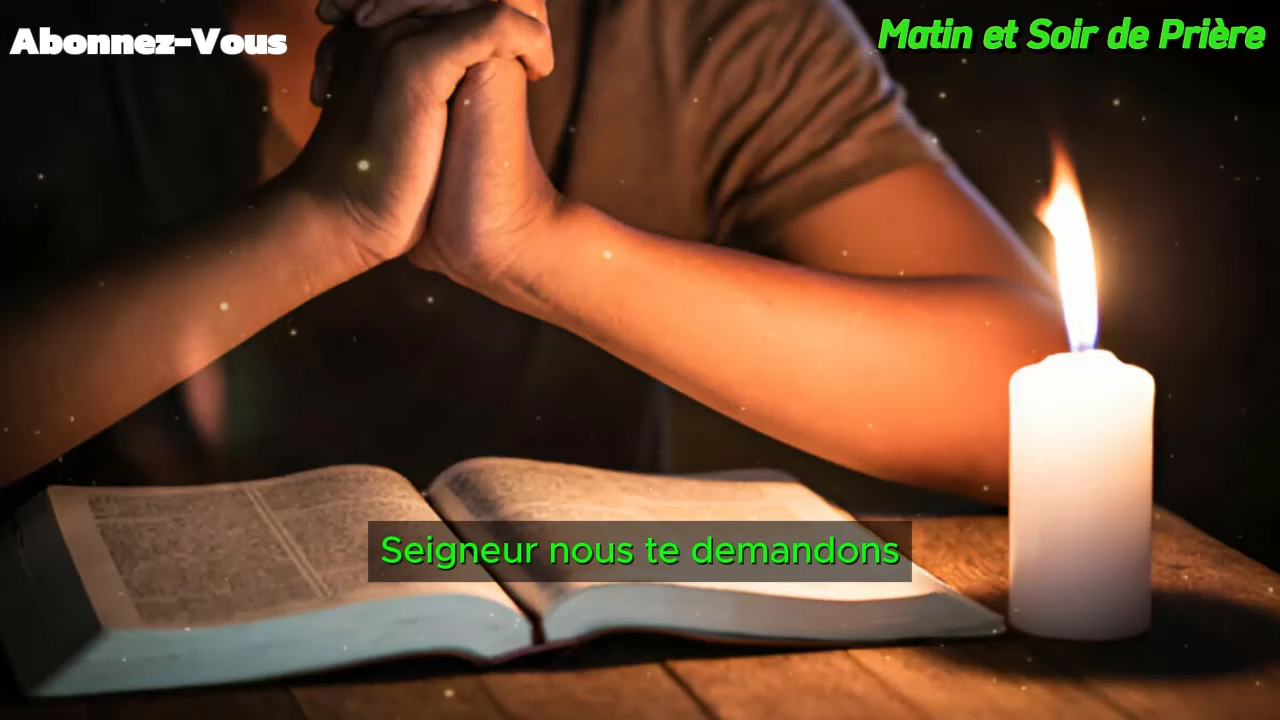 Abonnez-Vous
Matin et Soir de Prière
Seigneur nous te demandons